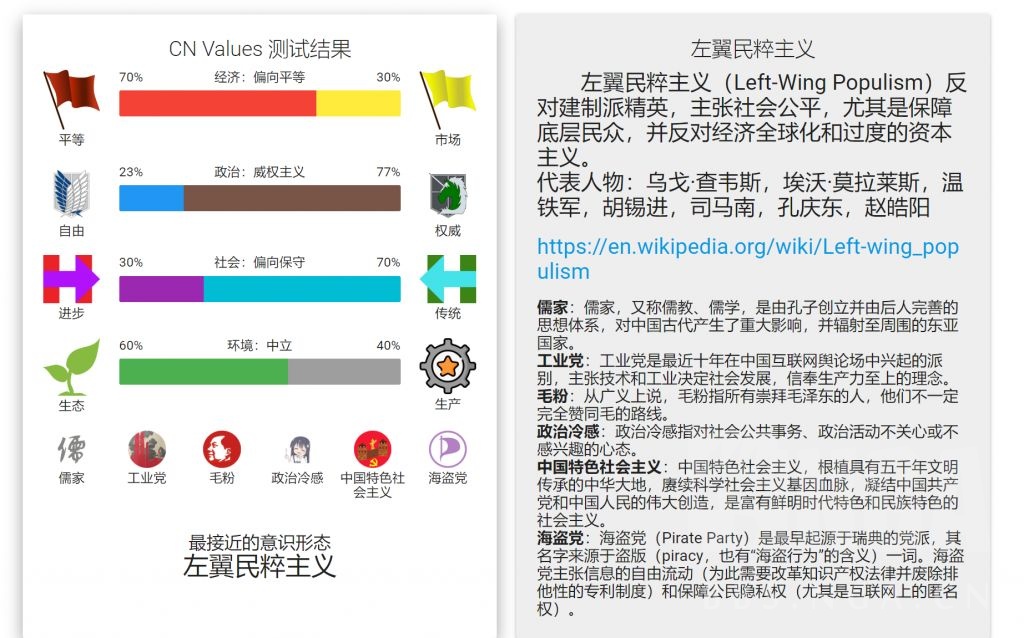 CN Values 测试结果
70%
经济：偏向平等
30%
平等
市场
23%
政治：威权主义
77%
自由
权威
30%
社会：偏向保守
70%
进步
传统
60%
环境：中立
40%
生态
生产
儒
儒家
工业党
毛粉
政治冷感
中国特色社
会主义
海盗党
最接近的意识形态
左翼民粹主义
左翼民粹主义
左翼民粹主义（Left-Wing Populism）反
对建制派精英，主张社会公平，尤其是保障
底层民众，并反对经济全球化和过度的资本
主义。
代表人物：乌戈·查韦斯，埃沃·莫拉莱斯，温
铁军，胡锡进，司马南，孔庆东，赵皓阳
https://en.wikipedia.org/wiki/Left-wing_pop
ulism
儒家：儒家，又称儒教、儒学，是由孔子创立并由后人完善的
思想体系，对中国古代产生了重大影响，并辐射至周围的东亚
国家。
工业党：工业党是最近十年在中国互联网舆论场中兴起的派
别，主张技术和工业决定社会发展，信奉生产力至上的理念。
毛粉：从广义上说，毛粉指所有崇拜毛泽东的人，他们不一定
完全赞同毛的路线。
政治冷感：政治冷感指对社会公共事务、政治活动不关心或不
感兴趣的心态。
中国特色社会主义：中国特色社会主义，根植具有五千年文明
传承的中华大地，赓续科学社会主义基因血脉，凝结中国共产
党和中国人民的伟大创造，是富有鲜明时代特色和民族特色的
社会主义。
海盗党：海盗党（Pirate Party）是最早起源于瑞典的党派，其
名字来源于盗版（piracy，也有“海盗行为”的含义）一词。海盗
党主张信息的自由流动（为此需要改革知识产权法律并废除排
他性的专利制度）和保障公民隐私权（尤其是互联网上的匿名
权）。